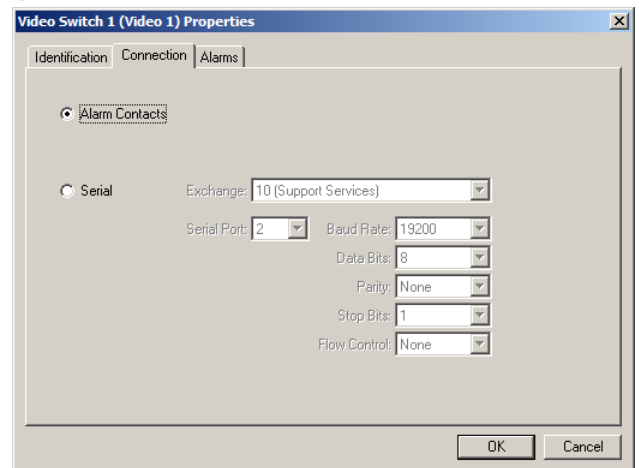 Video Switch 1 (Video 1) Properties
Identification Connection Alarms
Alarm Contacts
Serial Exchange: 10 (Support Services)
Serial Port: 2 Baud Rate: 19200
Data Bits: 8
Parity: None
Stop Bits: 1
Flow Control: None
OK Cancel